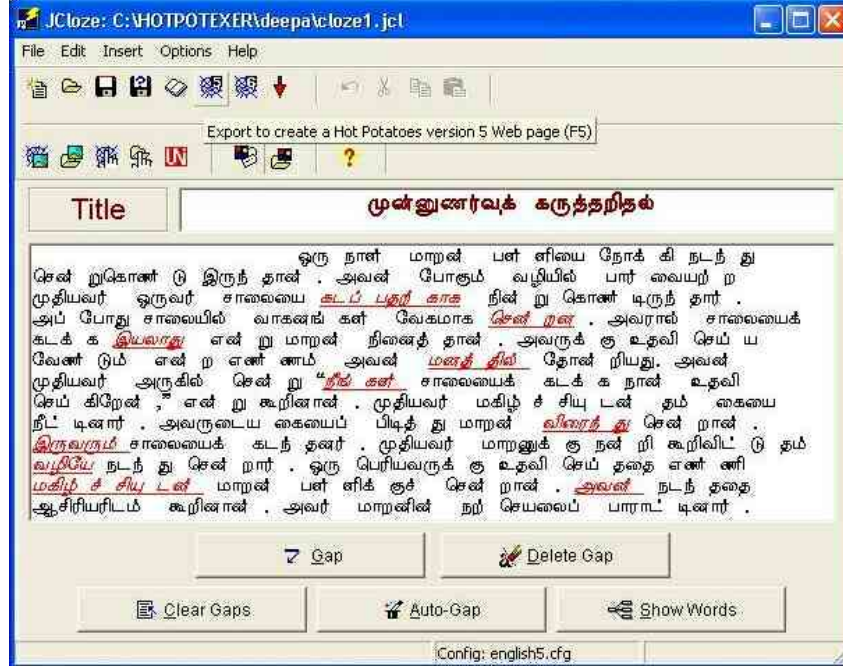 JCloze: C:\HOTPOTEXER\deepa\cloze1.jcl
File Edit Insert Options Help
Export to create a Hot Potatoes version 5 Web page (F5)
Title முன்னுணர்வுக் கருத்தறிதல்
ஒரு நாள் மாறன் பள் ளியை நோக் கி நடந் து
சென் றுகொண் டு இருந் தான் . அவன் போகும் வழியில் பார் வையற் ற
முதியவர் ஒருவர் சாலையை கடப் பதற் காக நின் று கொண் டிருந் தார் .
அப் போது சாலையில் வாகனங் கள் வேகமாக சென் றன . அவரால் சாலையைக்
கடக் க இயலாது என் று மாறன் நினைத் தான் . அவருக் கு உதவி செய் ய
வேண் டும் என் ற எண் ணம் அவன் மனத் தில் தோன் றியது. அவன்
முதியவர் அருகில் சென் று “நீங் கள் சாலையைக் கடக் க நான் உதவி
செய் கிறேன் ,” என் று கூறினான் . முதியவர் மகிழ் ச் சியு டன் தம் கையை
நீட் டினார் . அவருடைய கையைப் பிடித் து மாறன் விரைந் து சென் றான் .
இருவரும் சாலையைக் கடந் தனர் . முதியவர் மாறனுக் கு நன் றி கூறிவிட் டு தம்
வழியே நடந் து சென் றார் . ஒரு பெரியவருக் கு உதவி செய் ததை எண் ணி
மகிழ் ச் சியு டன் மாறன் பள் ளிக் குச் சென் றான் . அவன் நடந் ததை
ஆசிரியரிடம் கூறினான் . அவர் மாறனின் நற் செயலைப் பாராட் டினார் .
Gap Delete Gap
Clear Gaps Auto-Gap Show Words
Config: english5.cfg